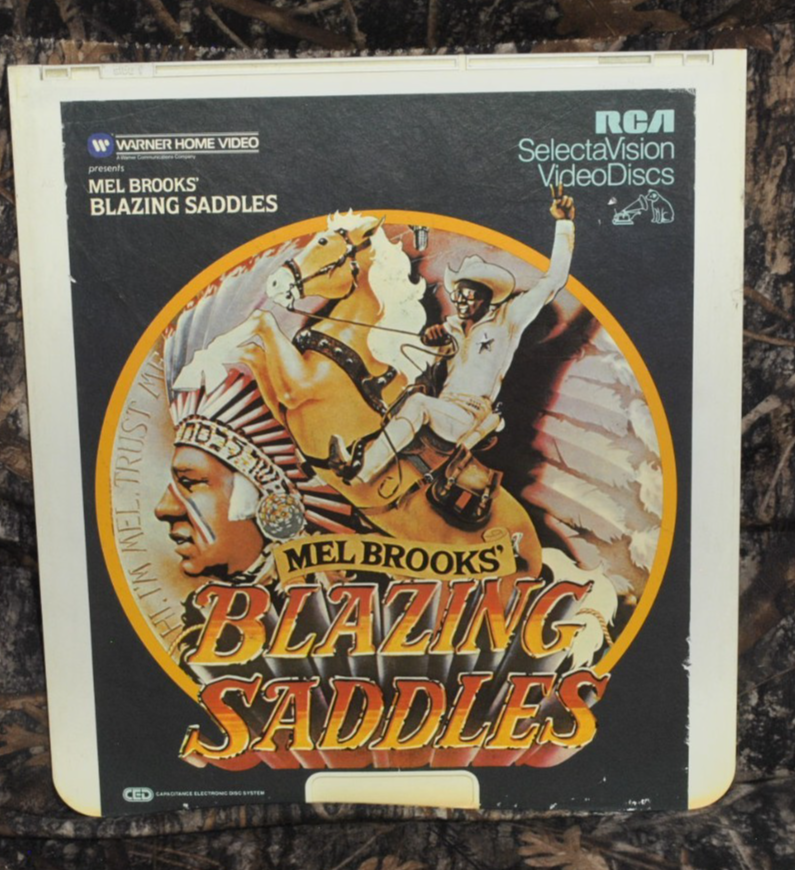 WARNER HOME VIDEO
A Warner Communications Company
presents
MEL BROOKS'
BLAZING SADDLES
RCA
SelectaVision
VideoDiscs
HI. I'M MEL. TRUST ME
MEL BROOKS'
BLAZING
SADDLES
CED CAPACITANCE ELECTRONIC DISC SYSTEM